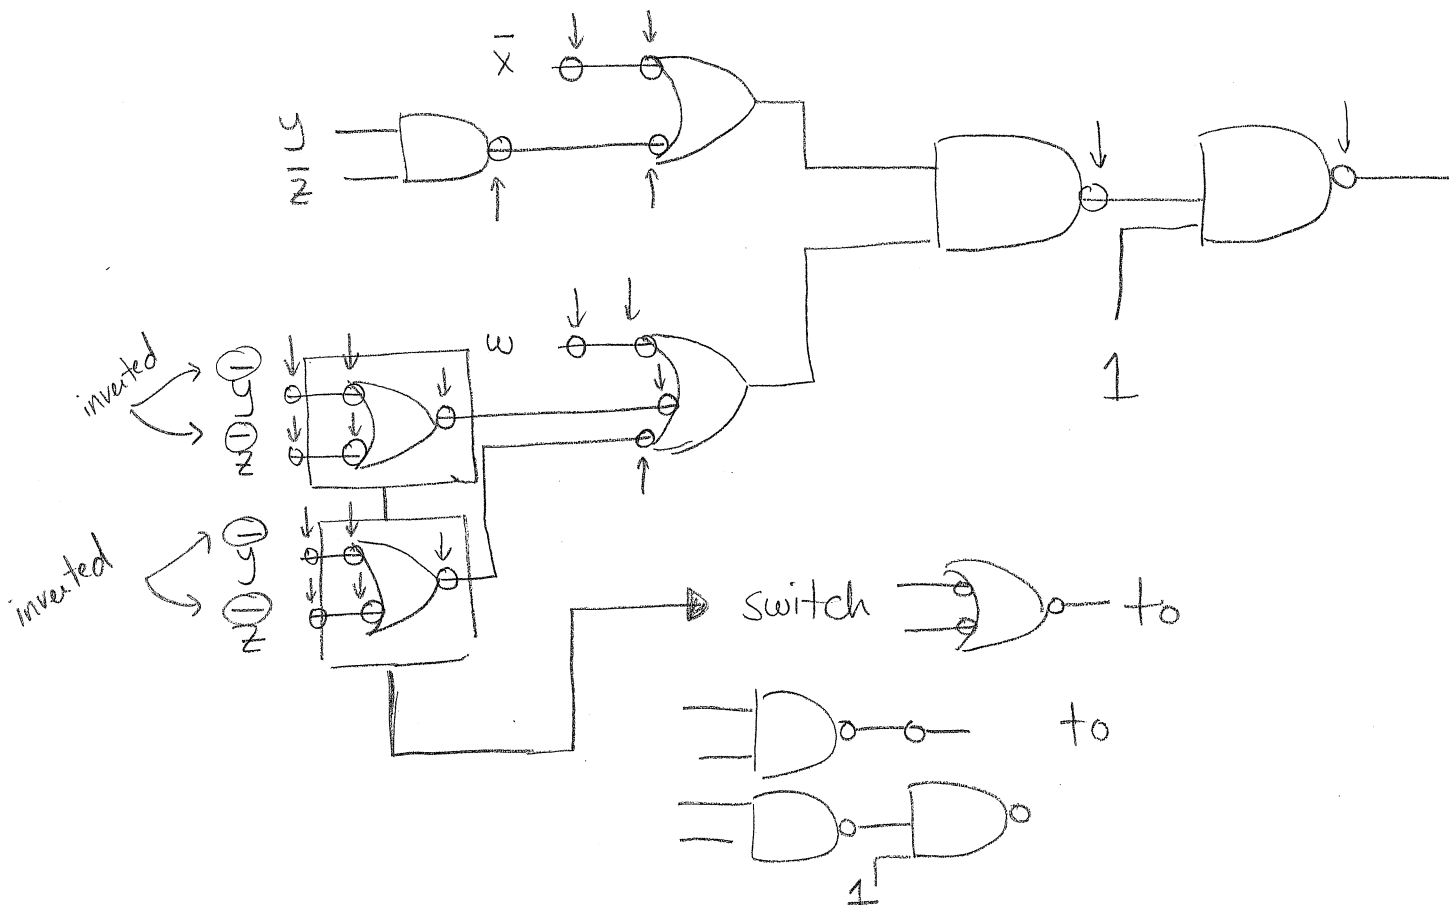 x̅
y
z̅
1
inverted
y̅
z̅
w
inverted
y̅
z̅
switch to
to
1